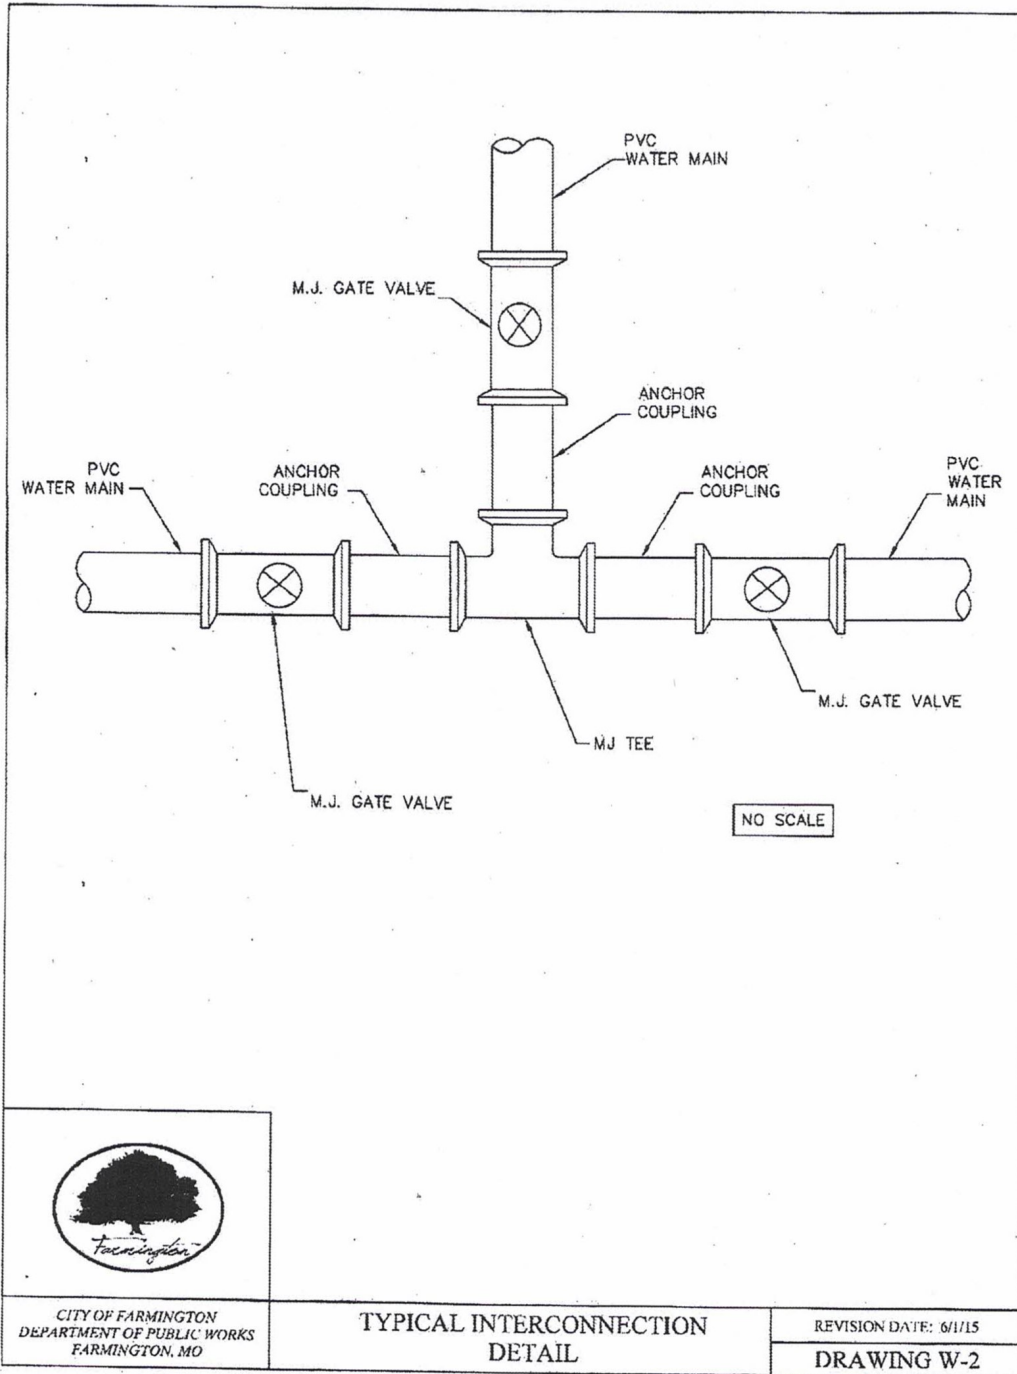 PVC
WATER MAIN
M.J. GATE VALVE
ANCHOR
COUPLING
PVC
WATER MAIN
ANCHOR
COUPLING
ANCHOR
COUPLING
PVC
WATER
MAIN
M.J. GATE VALVE
MJ TEE
M.J. GATE VALVE
NO SCALE
Farmington
CITY OF FARMINGTON
DEPARTMENT OF PUBLIC WORKS
FARMINGTON, MO
TYPICAL INTERCONNECTION
DETAIL
REVISION DATE: 6/1/15
DRAWING W-2